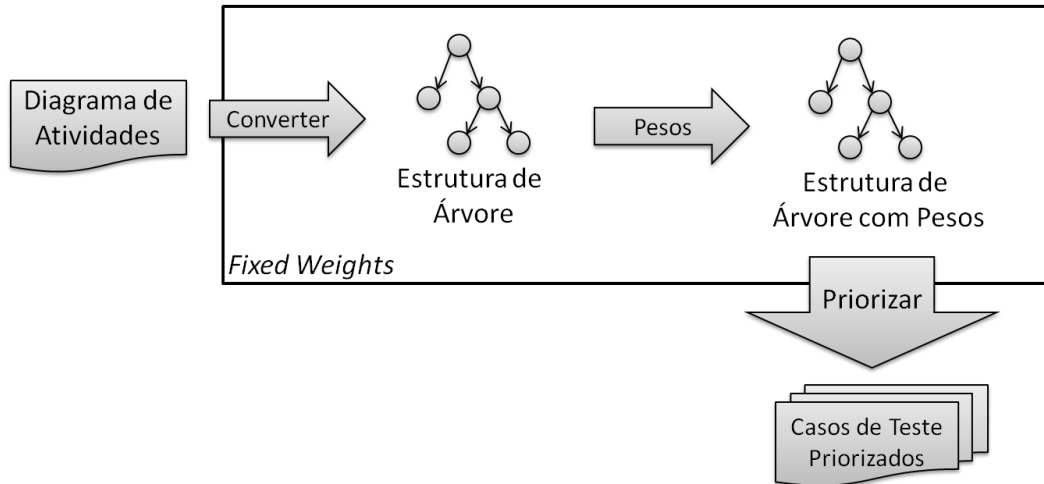 Diagrama de
Atividades
Converter
Estrutura de
Árvore
Pesos
Estrutura de
Árvore com Pesos
Fixed Weights
Priorizar
Casos de Teste
Priorizados